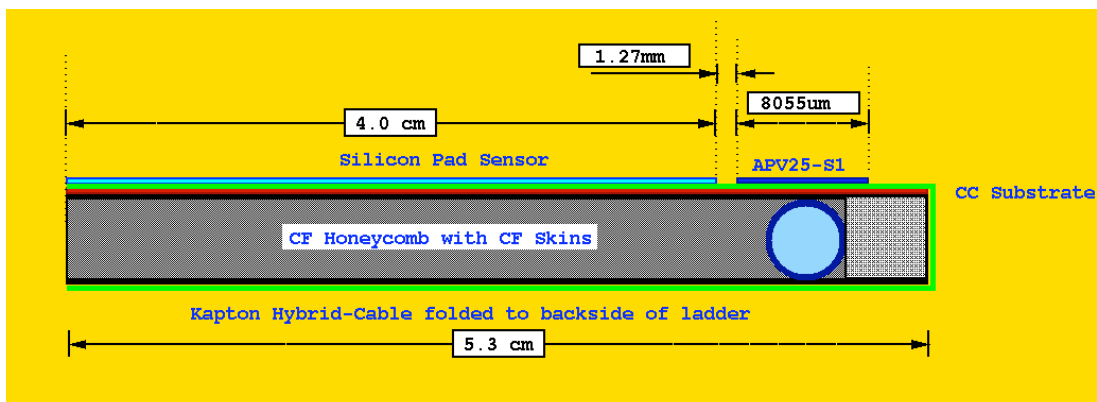 1.27mm
8055um
4.0 cm
Silicon Pad Sensor
APV25-S1
CC Substrate
CF Honeycomb with CF Skins
Kapton Hybrid-Cable folded to backside of ladder
5.3 cm